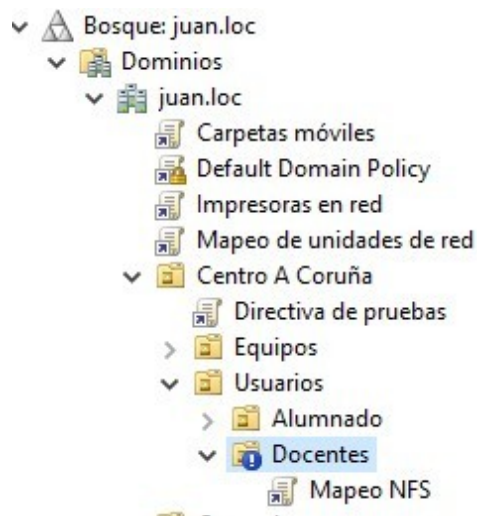 Bosque: juan.loc
Dominios
juan.loc
Carpetas móviles
Default Domain Policy
Impresoras en red
Mapeo de unidades de red
Centro A Coruña
Directiva de pruebas
Equipos
Usuarios
Alumnado
Docentes
Mapeo NFS